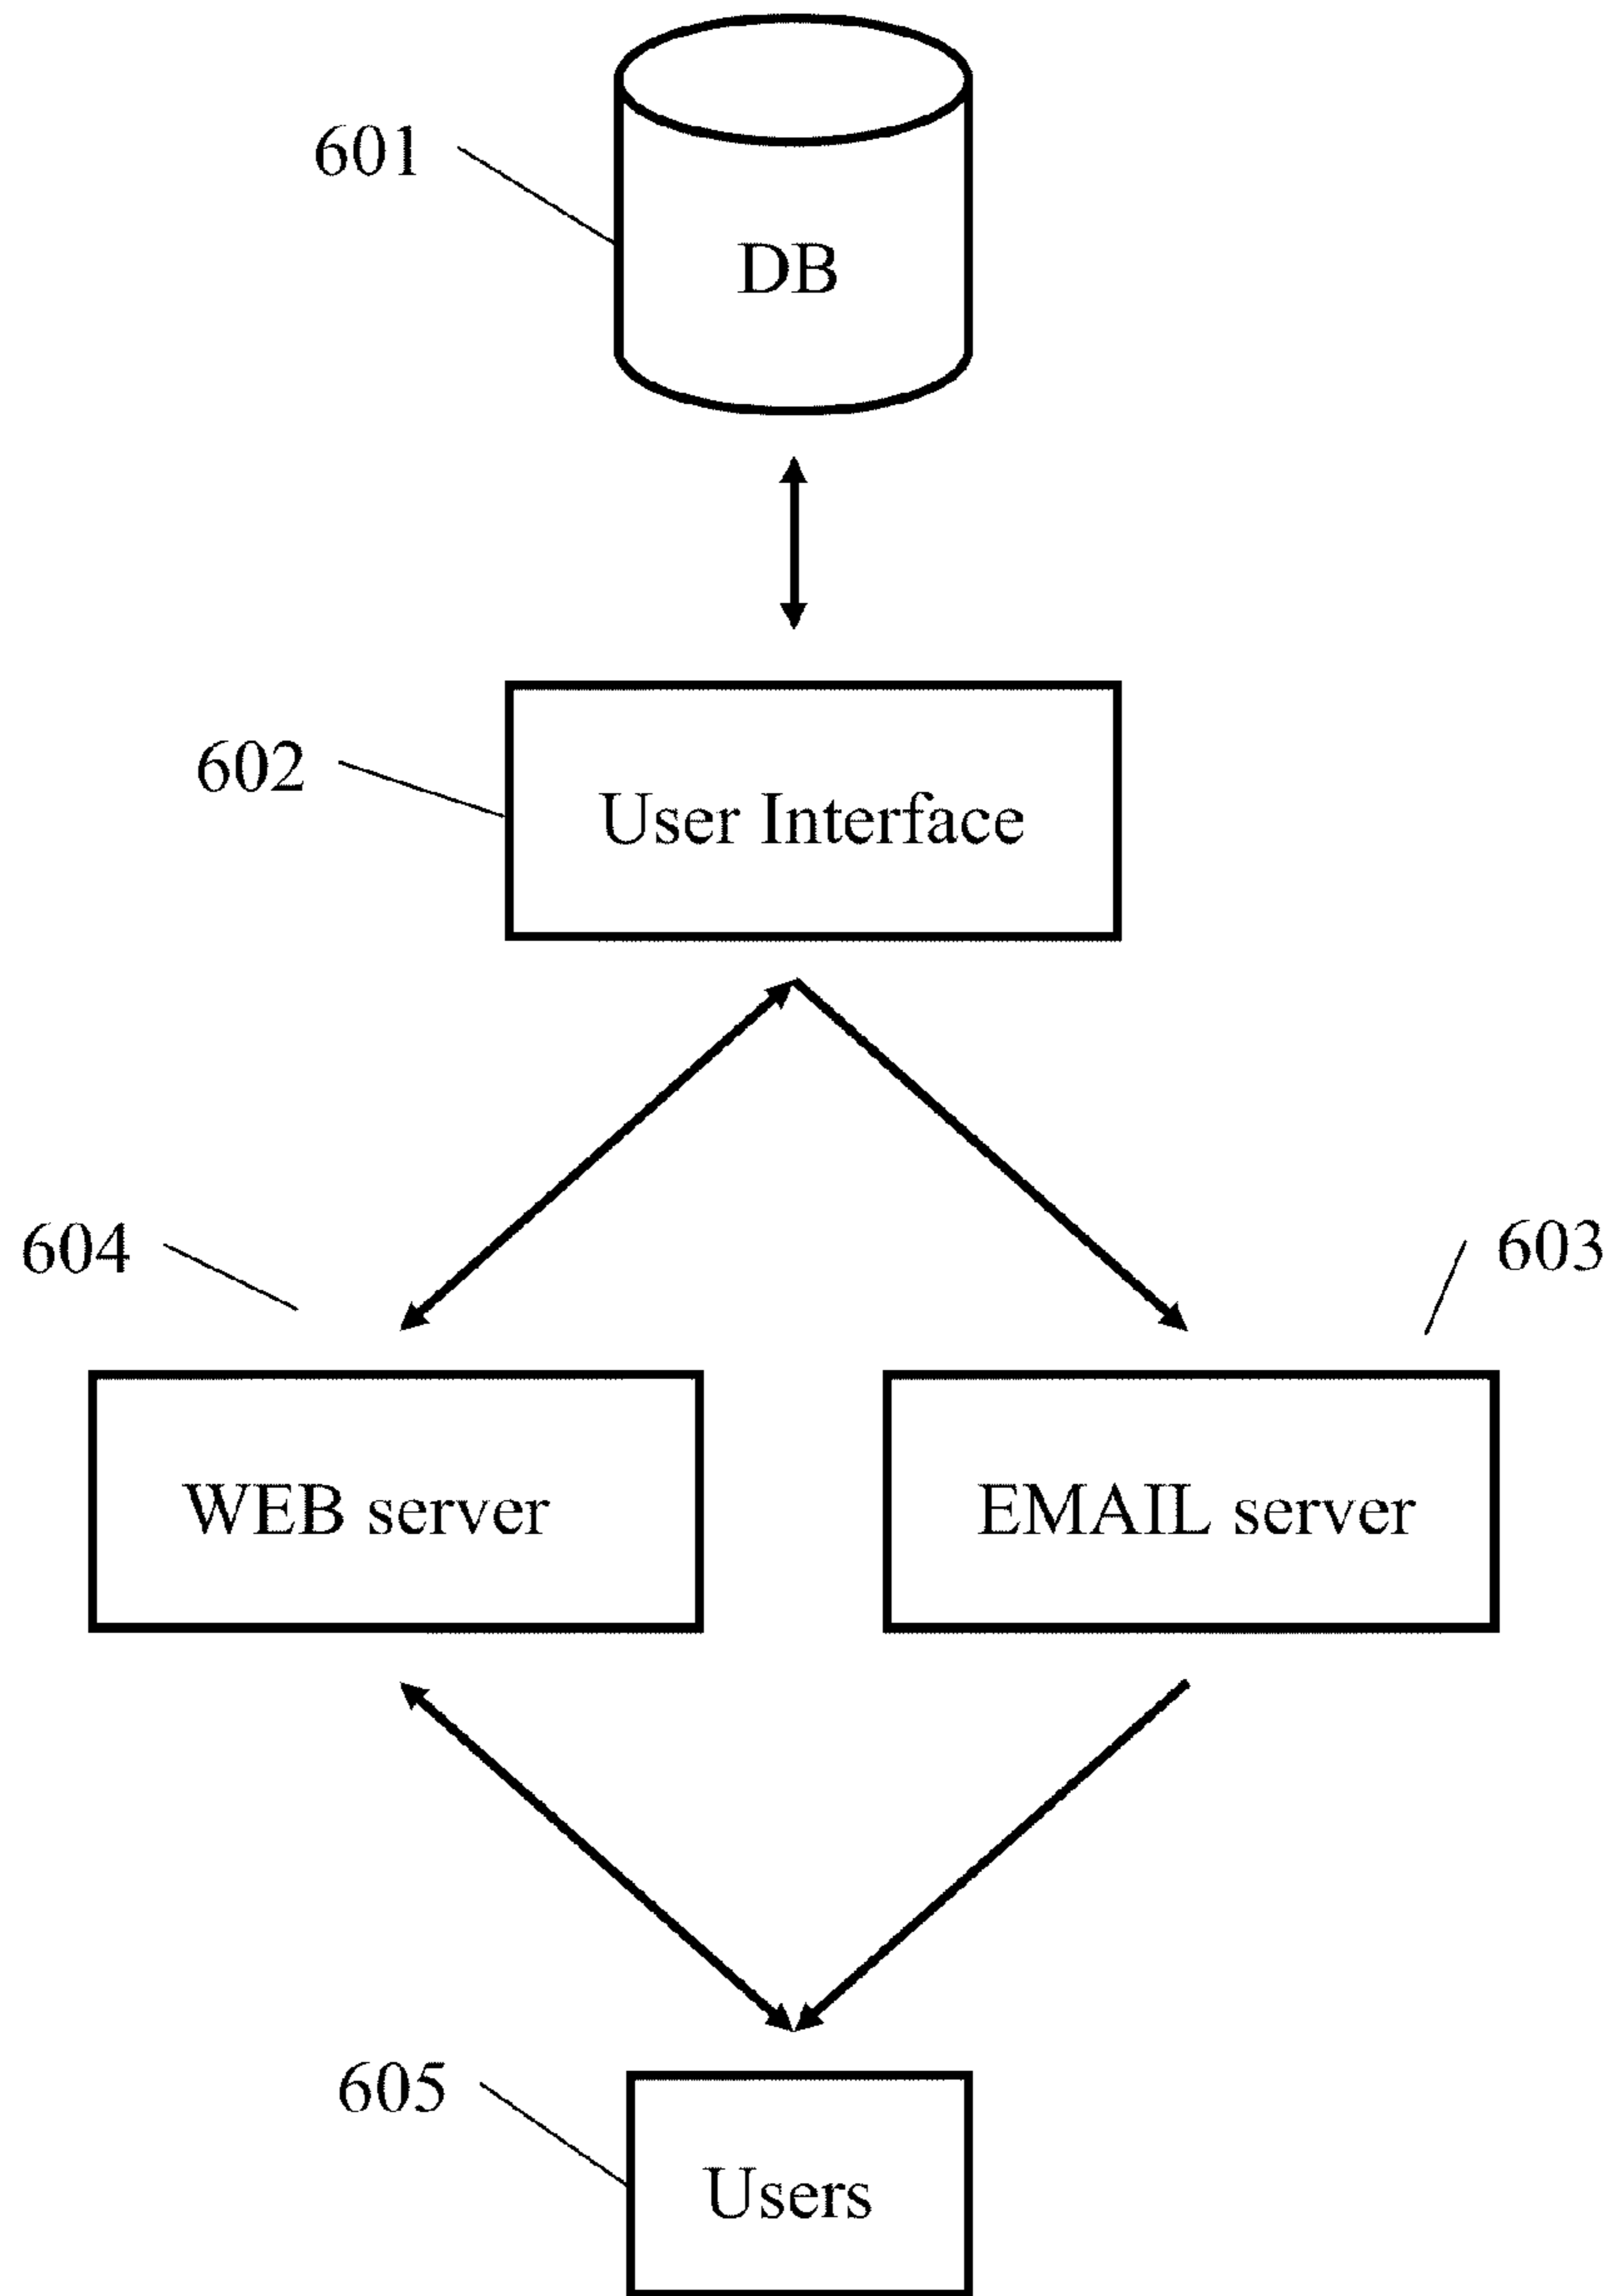 601
DB
602
User Interface
604
603
WEB server
EMAIL server
605
Users